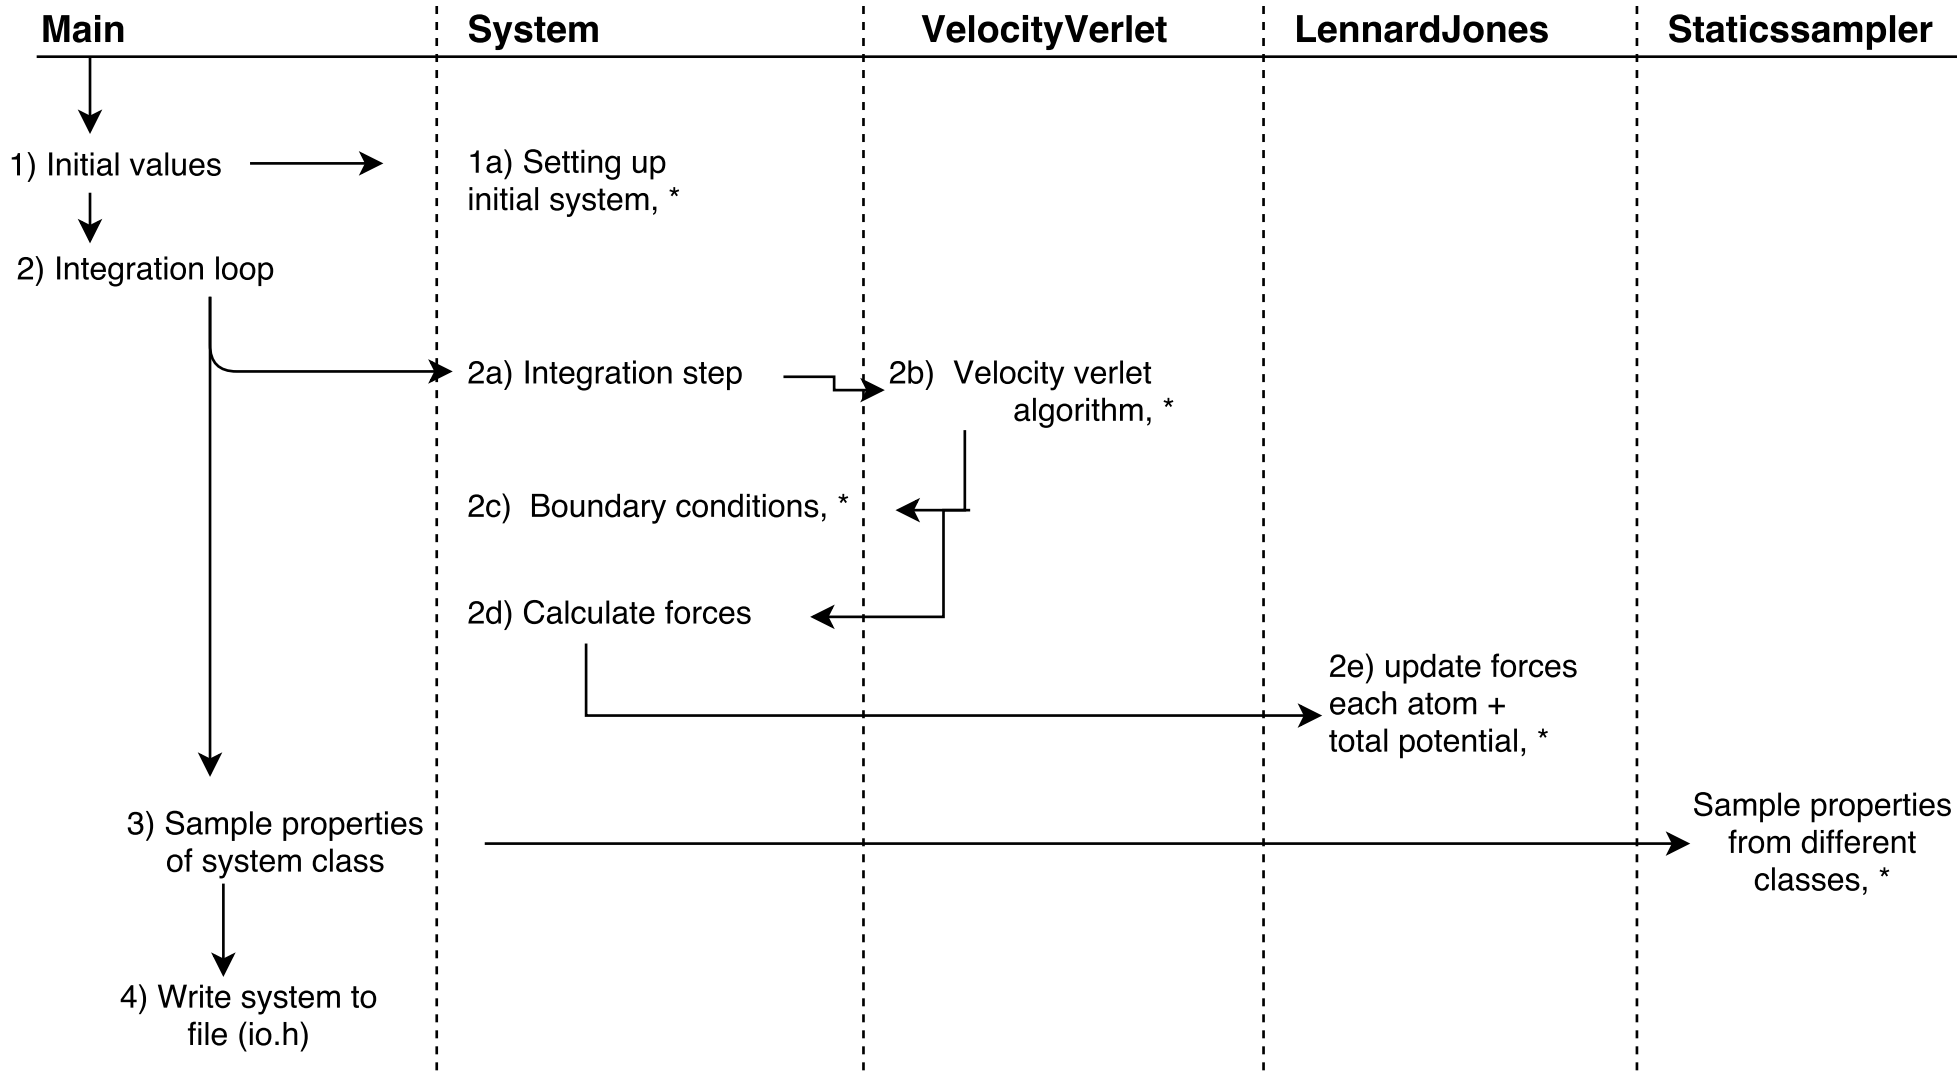 Main System VelocityVerlet LennardJones Staticssampler
1) Initial values
1a) Setting up
initial system, *
2) Integration loop
2a) Integration step
2b) Velocity verlet
algorithm, *
2c) Boundary conditions, *
2d) Calculate forces
2e) update forces
each atom +
total potential, *
3) Sample properties
of system class
Sample properties
from different
classes, *
4) Write system to
file (io.h)